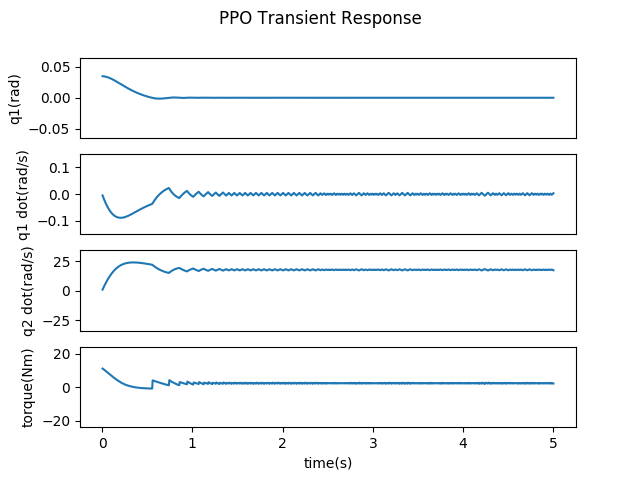 PPO Transient Response
0.05
0.00
−0.05
q1(rad)
0.1
0.0
−0.1
q1 dot(rad/s)
25
0
−25
q2 dot(rad/s)
20
0
−20
torque(Nm)
0 1 2 3 4 5
time(s)